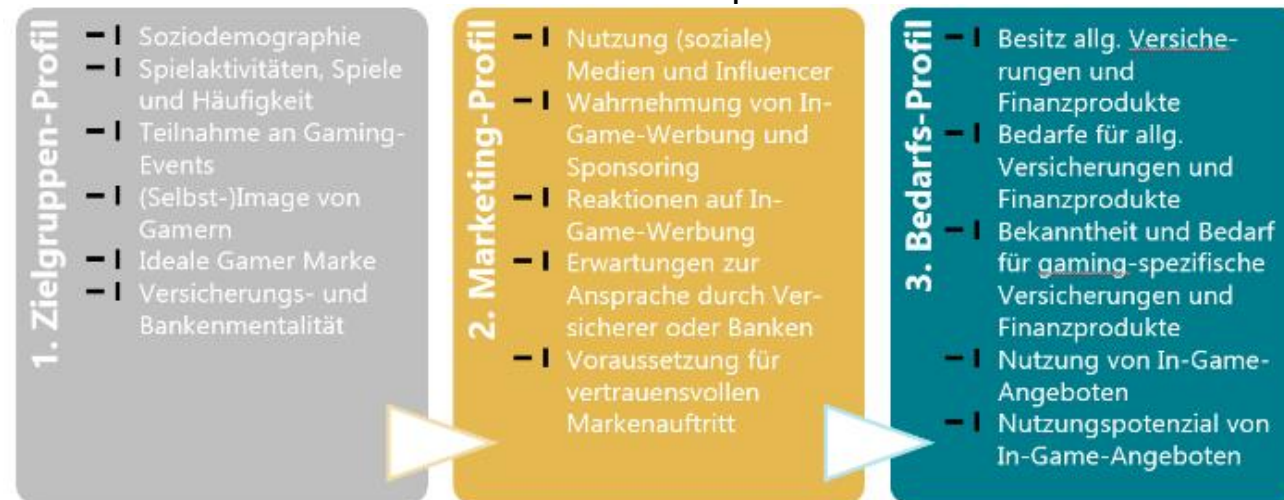 1. Zielgruppen-Profil
Soziodemographie
Spielaktivitäten, Spiele
und Häufigkeit
Teilnahme an Gaming-
Events
(Selbst-)Image von
Gamern
Ideale Gamer Marke
Versicherungs- und
Bankenmentalität
2. Marketing-Profil
Nutzung (soziale)
Medien und Influencer
Wahrnehmung von In-
Game-Werbung und
Sponsoring
Reaktionen auf In-
Game-Werbung
Erwartungen zur
Ansprache durch Ver-
sicherer oder Banken
Voraussetzung für
vertrauensvollen
Markenauftritt
3. Bedarfs-Profil
Besitz allg. Versiche-
rungen und
Finanzprodukte
Bedarfe für allg.
Versicherungen und
Finanzprodukte
Bekanntheit und Bedarf
für gaming-spezifische
Versicherungen und
Finanzprodukte
Nutzung von In-Game-
Angeboten
Nutzungspotenzial von
In-Game-Angeboten